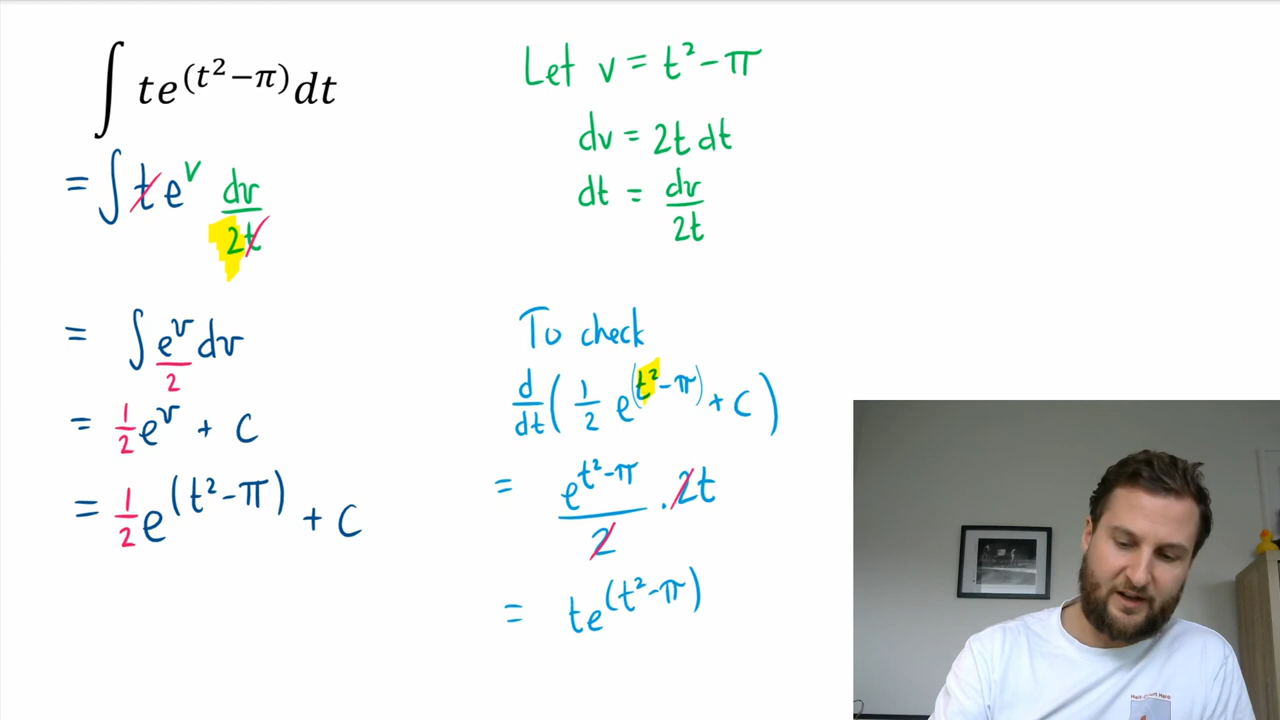 ∫ te^(t²−π) dt
= ∫ te^v dv/2t
= ∫ e^v/2 dv
= 1/2 e^v + C
= 1/2 e^(t²−π) + C
Let v = t²−π
dv = 2t dt
dt = dv/2t
To check
d/dt (1/2 e^(t²−π) + C)
= e^(t²−π)/2 . 2t
= te^(t²−π)